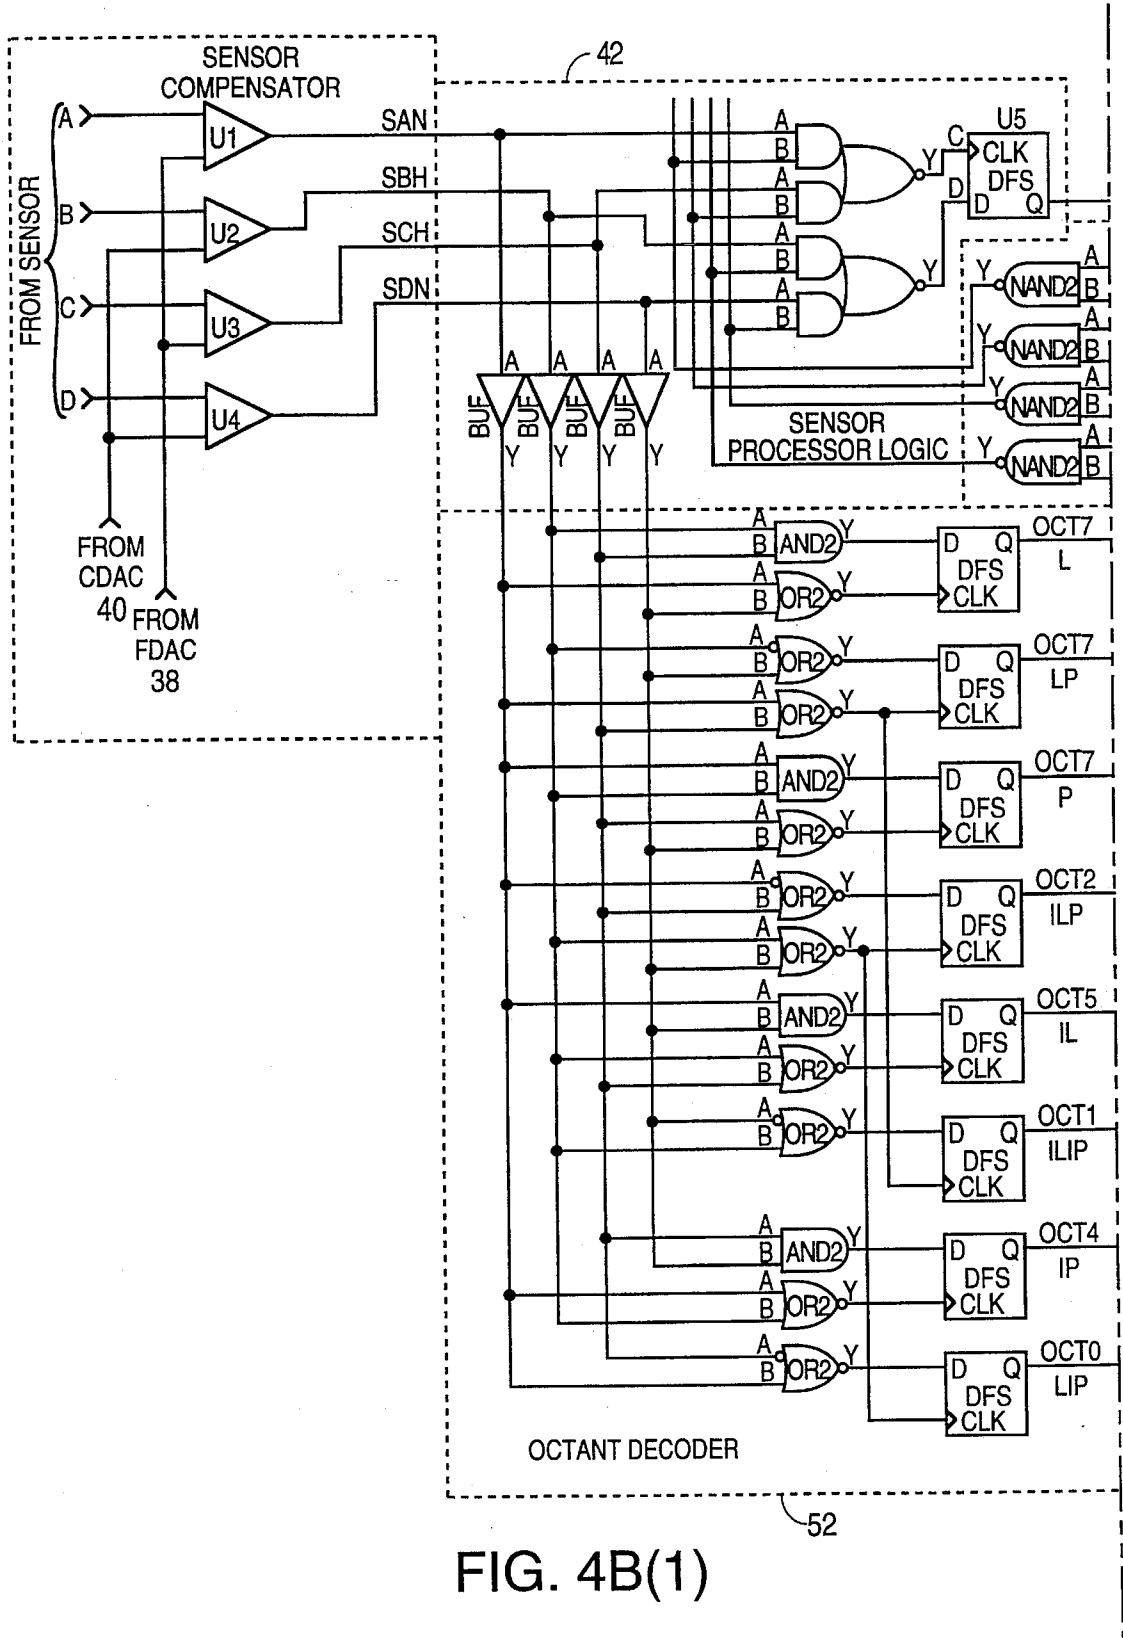 SENSOR
COMPENSATOR
42
A
B
C
D
FROM SENSOR
U1
U2
U3
U4
SAN
SBH
SCH
SDN
FROM
CDAC
40
FROM
FDAC
38
A
B
A
B
A
B
A
B
Y
Y
C
D
U5
CLK
DFS
D Q
Y NAND2 A
B
Y NAND2 A
B
Y NAND2 A
B
Y NAND2 A
B
SENSOR
PROCESSOR LOGIC
A A A A
BUF BUF BUF BUF
Y Y Y Y
A
B AND2 Y
A
B OR2 Y
D Q
DFS
CLK
OCT7
L
A
B OR2 Y
A
B OR2 Y
D Q
DFS
CLK
OCT7
LP
A
B AND2 Y
A
B OR2 Y
D Q
DFS
CLK
OCT7
P
A
B OR2 Y
A
B OR2 Y
D Q
DFS
CLK
OCT2
ILP
A
B AND2 Y
A
B OR2 Y
D Q
DFS
CLK
OCT5
IL
A
B OR2 Y
D Q
DFS
CLK
OCT1
ILIP
A
B AND2 Y
A
B OR2 Y
D Q
DFS
CLK
OCT4
IP
A
B OR2 Y
D Q
DFS
CLK
OCT0
LIP
OCTANT DECODER
52
FIG. 4B(1)